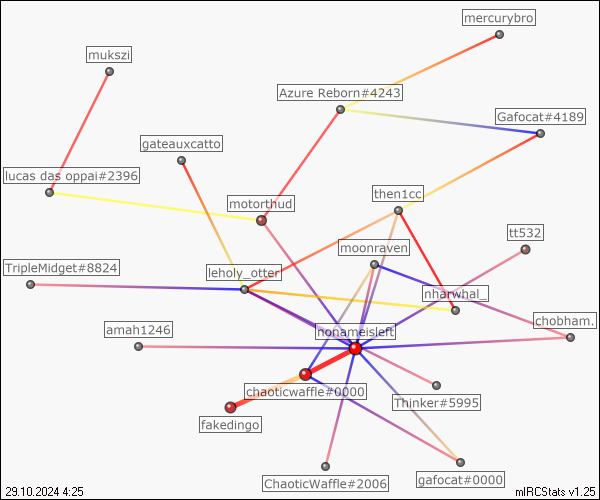 mercurybro
mukszi
Azure Reborn#4243
Gafocat#4189
gateauxcatto
lucas das oppai#2396
then1cc
motorthud
tt532
moonraven
TripleMidget#8824
leholy_otter
nharwhal_
chobham.
amah1246
nonameisleft
chaoticwaffle#0000
Thinker#5995
fakedingo
ChaoticWaffle#2006
gafocat#0000
29.10.2024 4:25
mIRCStats v1.25